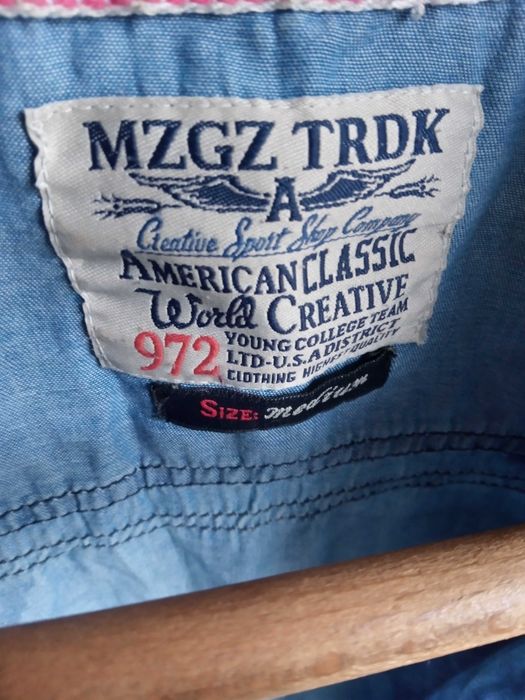 MZGZ TRDK
A
Creative Sport Shop Company
AMERICAN CLASSIC
World CREATIVE
972
YOUNG COLLEGE TEAM
LTD-U.S.A DISTRICT
CLOTHING HIGHEST QUALITY
SIZE: medium